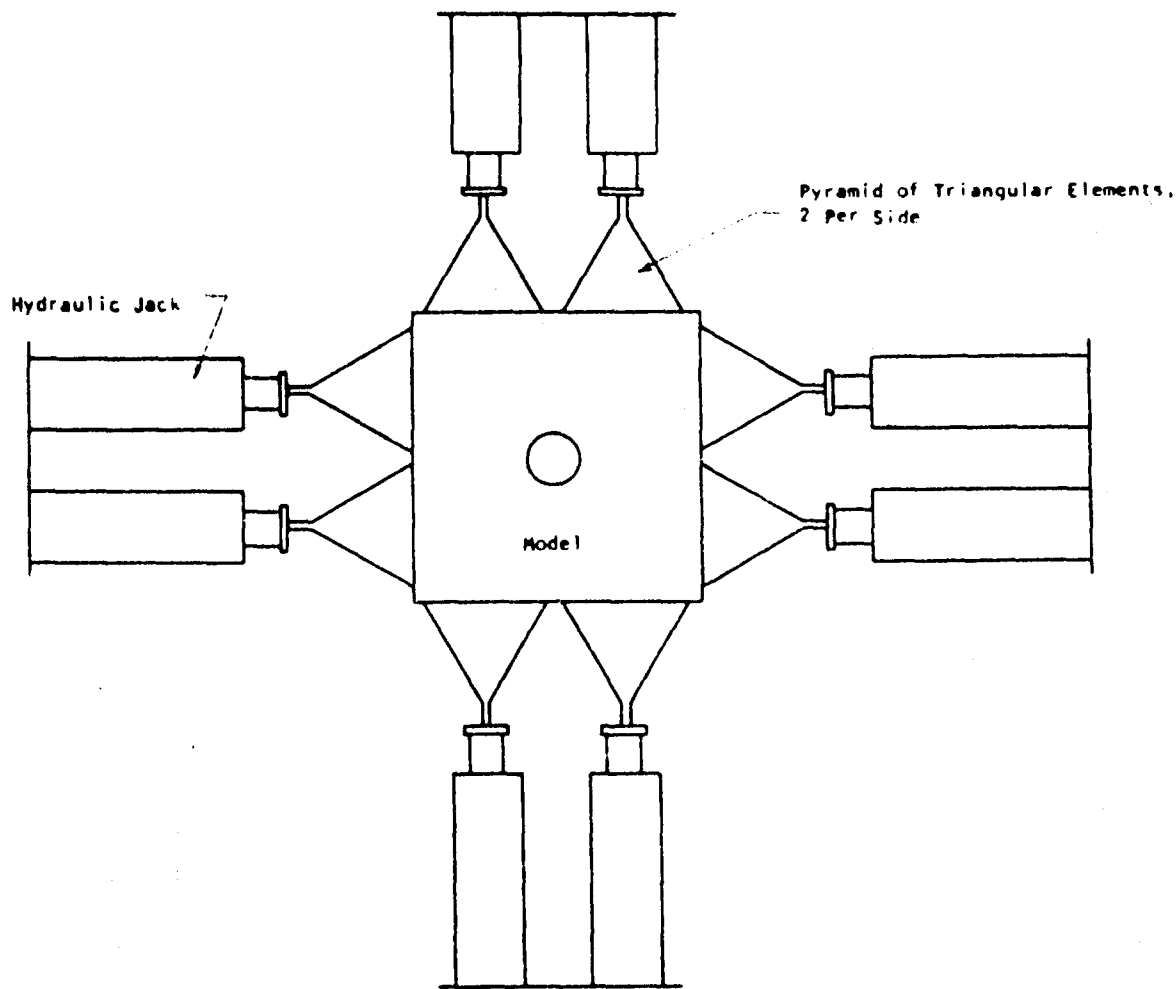 Pyramid of Triangular Elements,
2 Per Side
Hydraulic Jack
Model